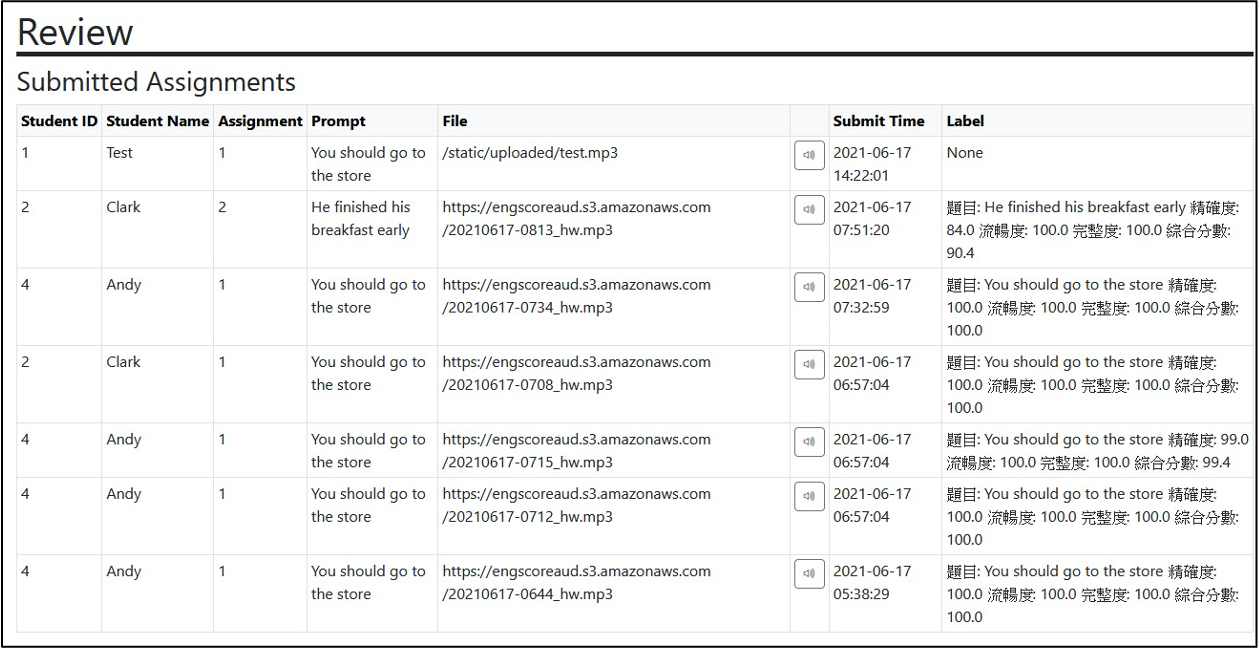 Review
Submitted Assignments
Student ID Student Name Assignment Prompt File Submit Time Label
1 Test 1 You should go to /static/uploaded/test.mp3 2021-06-17 None
the store 14:22:01
2 Clark 2 He finished his https://engscoreaud.s3.amazonaws.com 2021-06-17 題目: He finished his breakfast early 精確度:
breakfast early /20210617-0813_hw.mp3 07:51:20 84.0 流暢度: 100.0 完整度: 100.0 綜合分數:
90.4
4 Andy 1 You should go to https://engscoreaud.s3.amazonaws.com 2021-06-17 題目: You should go to the store 精確度:
the store /20210617-0734_hw.mp3 07:32:59 100.0 流暢度: 100.0 完整度: 100.0 綜合分數:
100.0
2 Clark 1 You should go to https://engscoreaud.s3.amazonaws.com 2021-06-17 題目: You should go to the store 精確度:
the store /20210617-0708_hw.mp3 06:57:04 100.0 流暢度: 100.0 完整度: 100.0 綜合分數:
100.0
4 Andy 1 You should go to https://engscoreaud.s3.amazonaws.com 2021-06-17 題目: You should go to the store 精確度: 99.0
the store /20210617-0715_hw.mp3 06:57:04 流暢度: 100.0 完整度: 100.0 綜合分數: 99.4
4 Andy 1 You should go to https://engscoreaud.s3.amazonaws.com 2021-06-17 題目: You should go to the store 精確度:
the store /20210617-0712_hw.mp3 06:57:04 100.0 流暢度: 100.0 完整度: 100.0 綜合分數:
100.0
4 Andy 1 You should go to https://engscoreaud.s3.amazonaws.com 2021-06-17 題目: You should go to the store 精確度:
the store /20210617-0644_hw.mp3 05:38:29 100.0 流暢度: 100.0 完整度: 100.0 綜合分數:
100.0